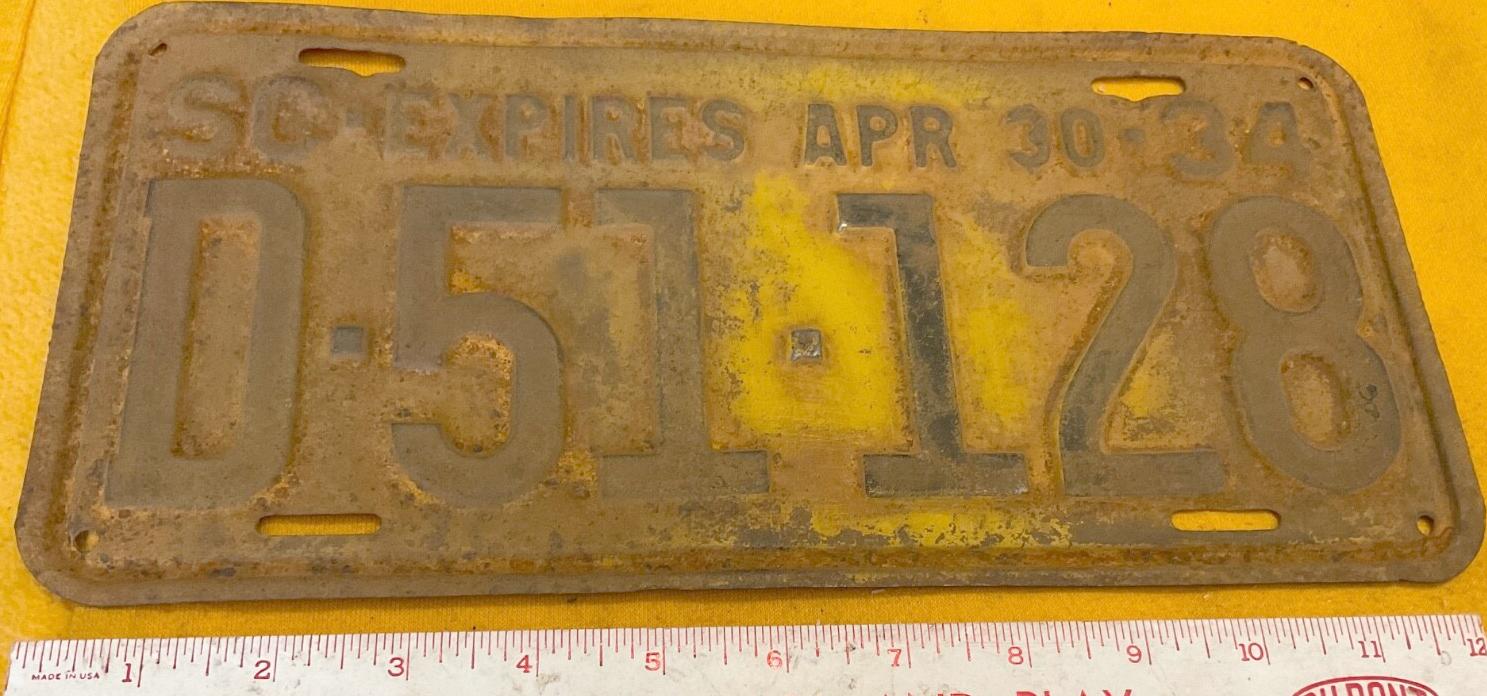 SC·EXPIRES APR 30·34
D·51·128
1 2 3 4 5 6 7 8 9 10 11 12
MADE IN USA